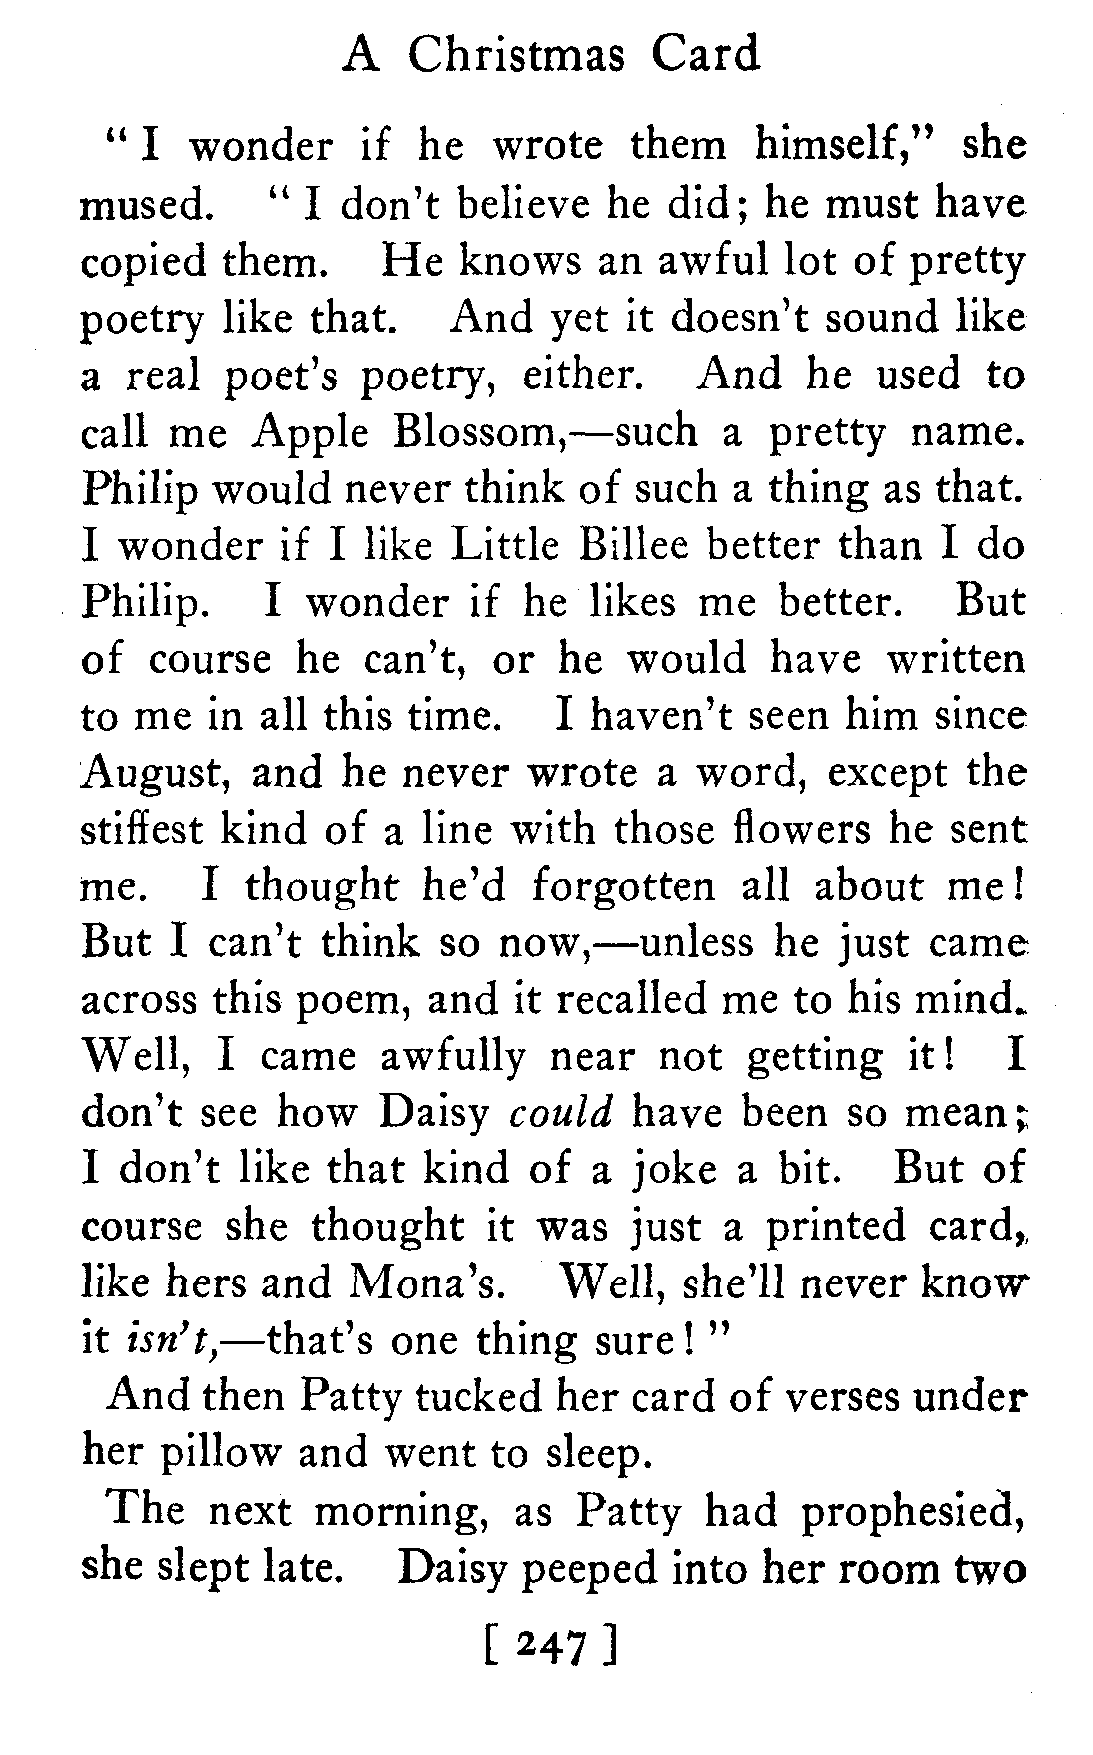 A Christmas Card
“ I wonder if he wrote them himself,” she
mused. “ I don’t believe he did; he must have
copied them. He knows an awful lot of pretty
poetry like that. And yet it doesn’t sound like
a real poet’s poetry, either. And he used to
call me Apple Blossom,—such a pretty name.
Philip would never think of such a thing as that.
I wonder if I like Little Billee better than I do
Philip. I wonder if he likes me better. But
of course he can’t, or he would have written
to me in all this time. I haven’t seen him since
August, and he never wrote a word, except the
stiffest kind of a line with those flowers he sent
me. I thought he’d forgotten all about me!
But I can’t think so now,—unless he just came
across this poem, and it recalled me to his mind.
Well, I came awfully near not getting it! I
don’t see how Daisy could have been so mean;
I don’t like that kind of a joke a bit. But of
course she thought it was just a printed card,
like hers and Mona’s. Well, she’ll never know
it isn’t,—that’s one thing sure! ”
And then Patty tucked her card of verses under
her pillow and went to sleep.
The next morning, as Patty had prophesied,
she slept late. Daisy peeped into her room two
[ 247 ]